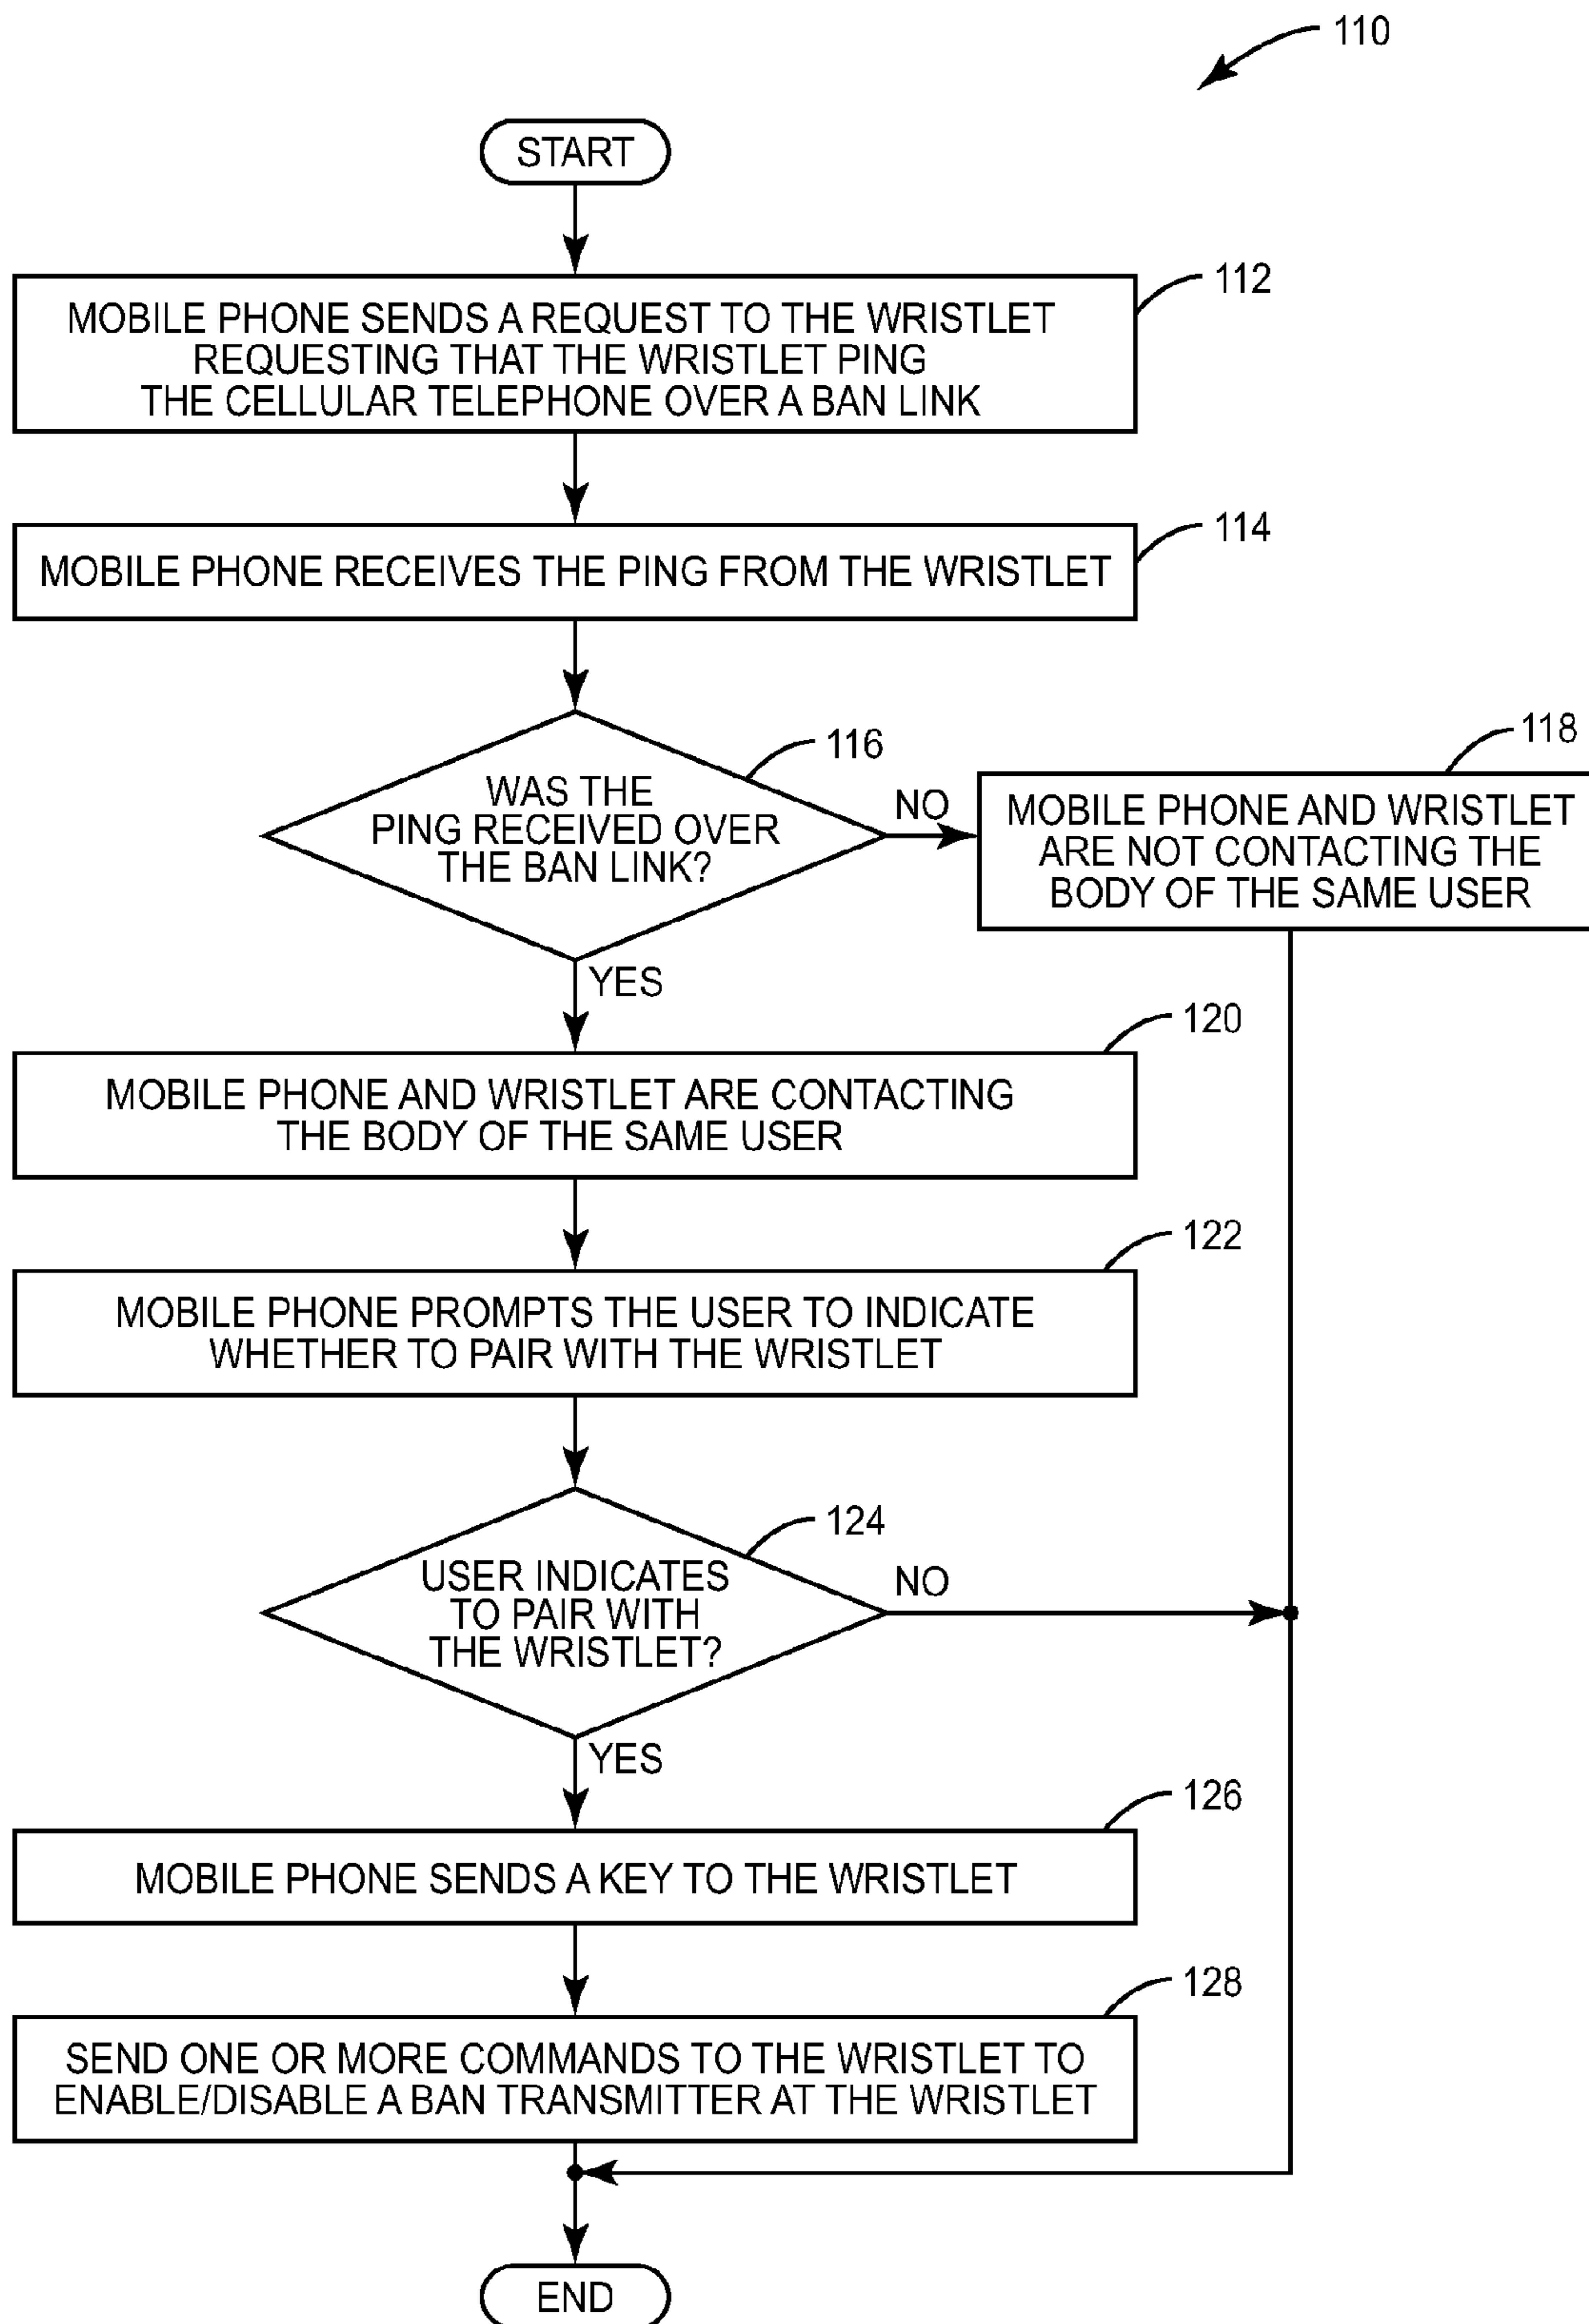 110
START
112
MOBILE PHONE SENDS A REQUEST TO THE WRISTLET
REQUESTING THAT THE WRISTLET PING
THE CELLULAR TELEPHONE OVER A BAN LINK
114
MOBILE PHONE RECEIVES THE PING FROM THE WRISTLET
116
WAS THE
PING RECEIVED OVER
THE BAN LINK?
NO
118
MOBILE PHONE AND WRISTLET
ARE NOT CONTACTING THE
BODY OF THE SAME USER
YES
120
MOBILE PHONE AND WRISTLET ARE CONTACTING
THE BODY OF THE SAME USER
122
MOBILE PHONE PROMPTS THE USER TO INDICATE
WHETHER TO PAIR WITH THE WRISTLET
124
USER INDICATES
TO PAIR WITH
THE WRISTLET?
NO
YES
126
MOBILE PHONE SENDS A KEY TO THE WRISTLET
128
SEND ONE OR MORE COMMANDS TO THE WRISTLET TO
ENABLE/DISABLE A BAN TRANSMITTER AT THE WRISTLET
END